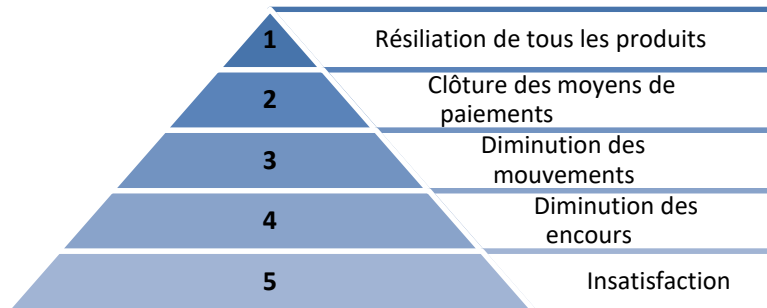 1
Résiliation de tous les produits
2
Clôture des moyens de
paiements
3
Diminution des
mouvements
4
Diminution des
encours
5
Insatisfaction